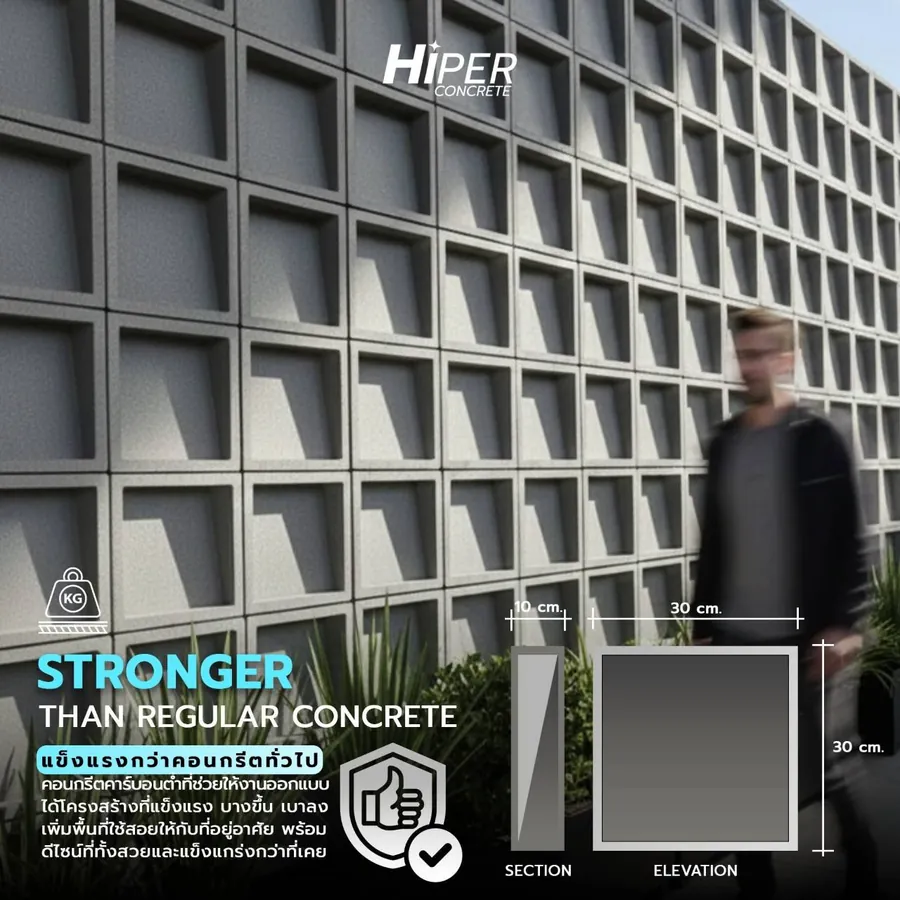 HiPER
CONCRETE
KG
10 cm.
30 cm.
STRONGER
THAN REGULAR CONCRETE
30 cm.
แข็งแรงกว่าคอนกรีตทั่วไป
คอนกรีตคาร์บอนต่ำที่ช่วยให้งานออกแบบ
ได้โครงสร้างที่แข็งแรง บางขึ้น เบาลง
เพิ่มพื้นที่ใช้สอยให้กับที่อยู่อาศัย พร้อม
ดีไซน์ที่ทั้งสวยและแข็งแกร่งกว่าที่เคย
SECTION
ELEVATION